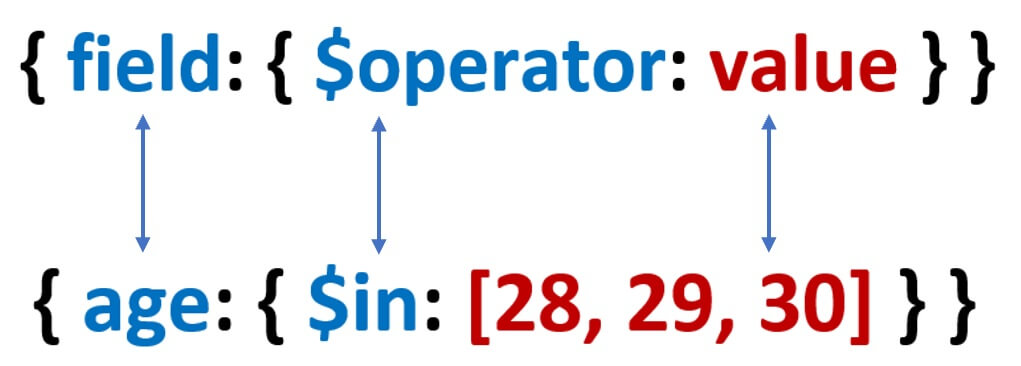 { field: { $operator: value } }
{ age: { $in: [28, 29, 30] } }